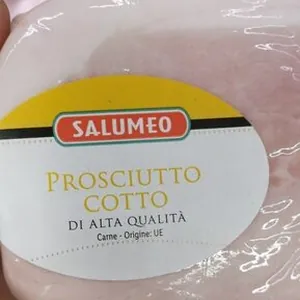 SALUMEO
PROSCIUTTO
COTTO
DI ALTA QUALITÀ
Carne - Origine: UE